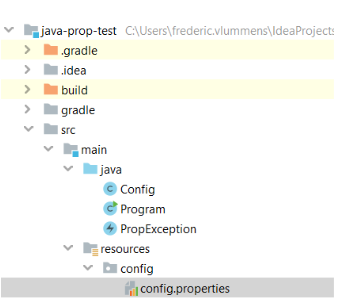 java-prop-test C:\Users\frederic.vlummens\IdeaProjects
.gradle
.idea
build
gradle
src
main
java
Config
Program
PropException
resources
config
config.properties